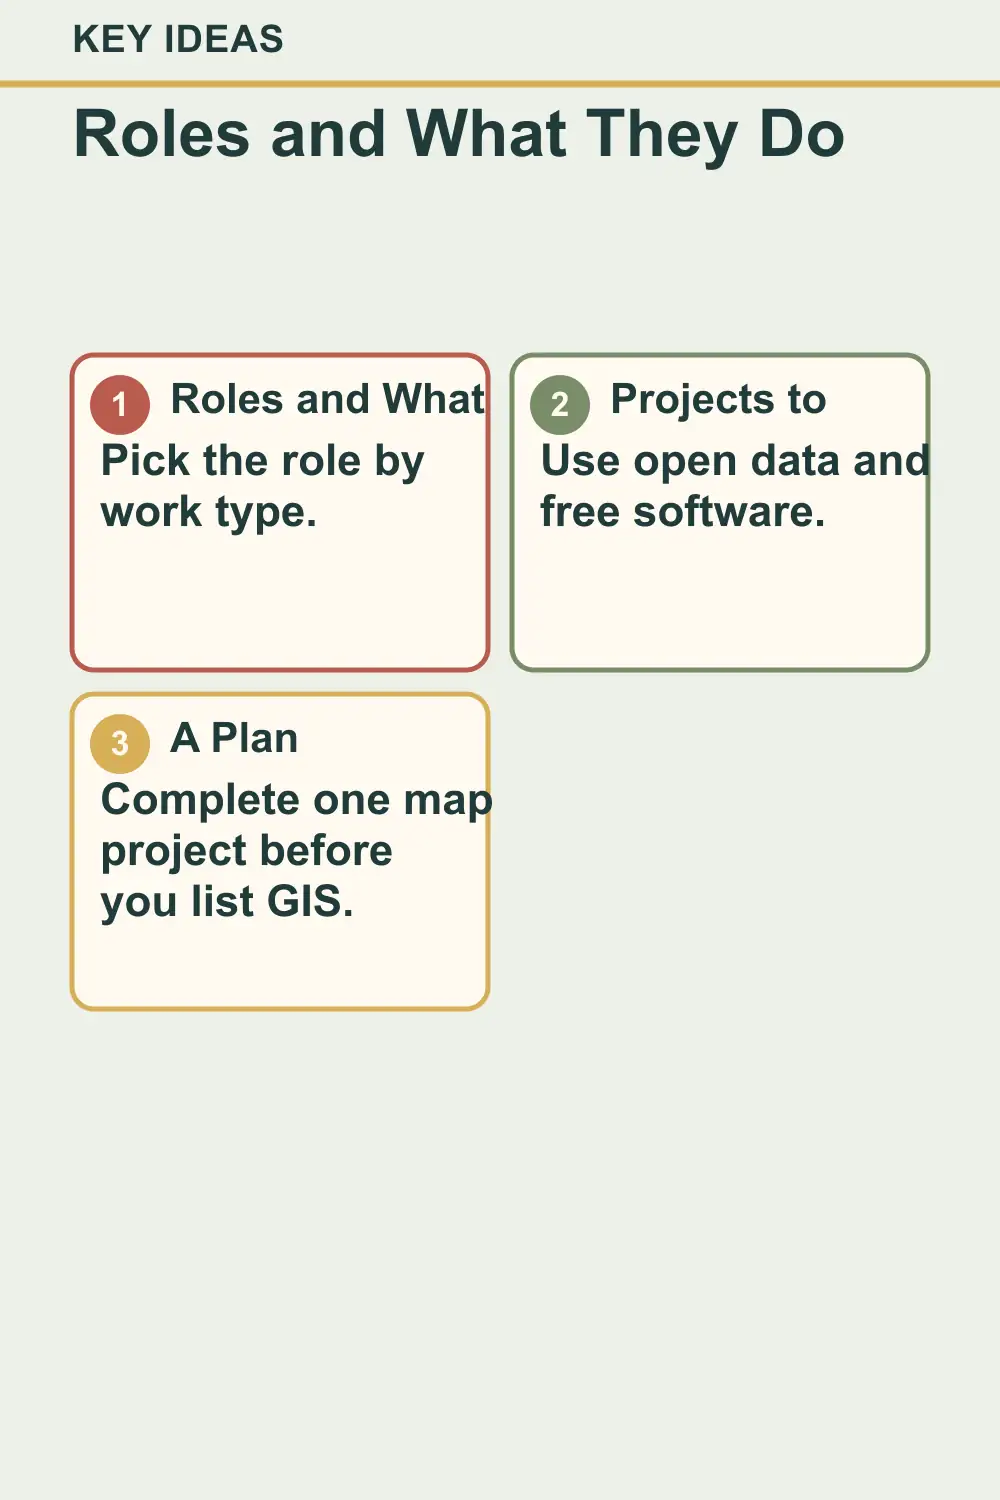 KEY IDEAS
Roles and What They Do
1 Roles and What
Pick the role by
work type.
2 Projects to
Use open data and
free software.
3 A Plan
Complete one map
project before
you list GIS.